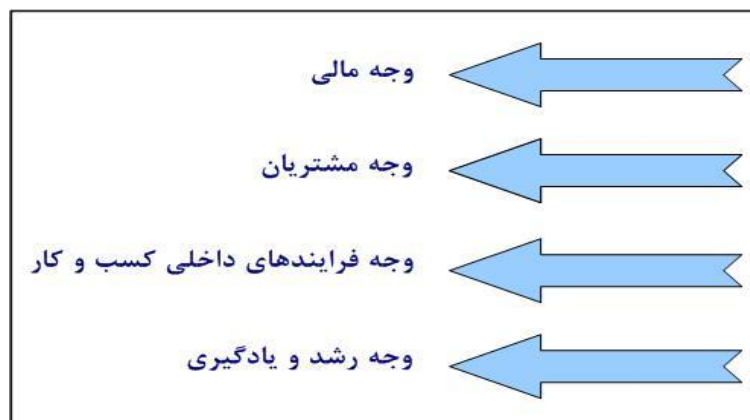 وجه مالی
وجه مشتریان
وجه فرایندهای داخلی کسب و کار
وجه رشد و یادگیری